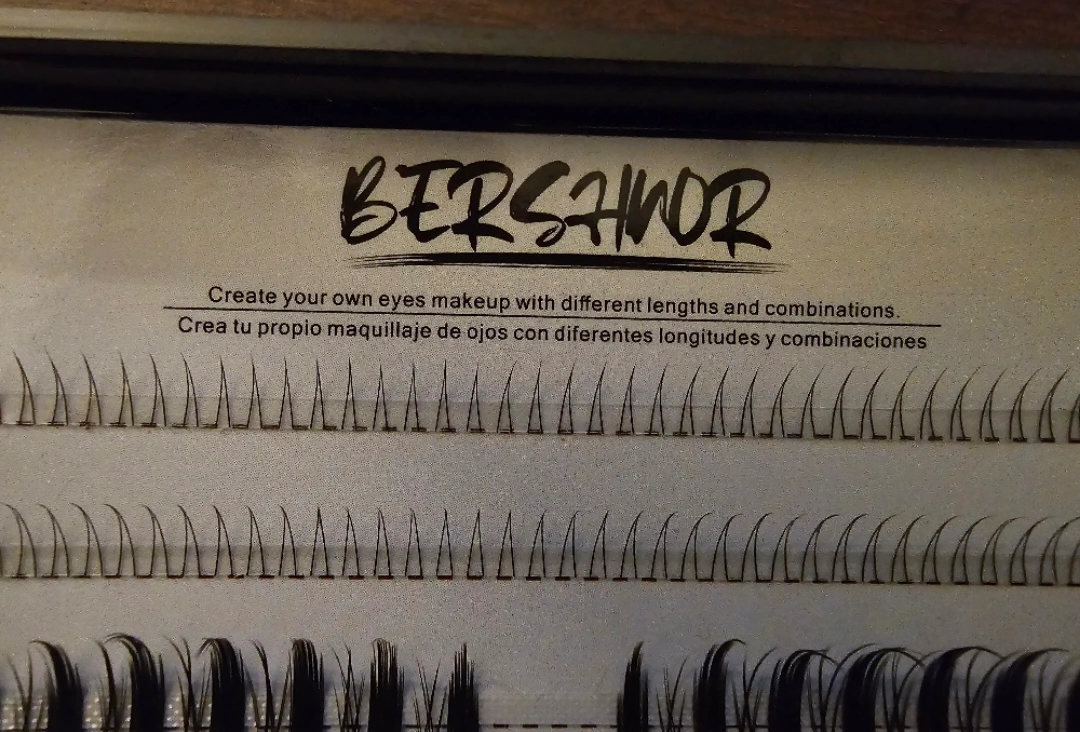 BERSHWOR
Create your own eyes makeup with different lengths and combinations.
Crea tu propio maquillaje de ojos con diferentes longitudes y combinaciones